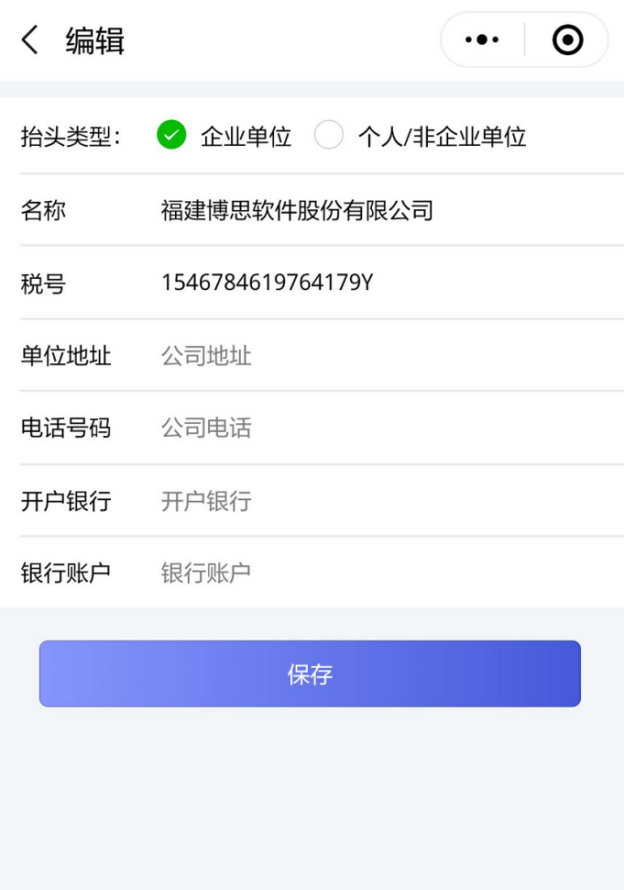 编辑
抬头类型: 企业单位 个人/非企业单位
名称 福建博思软件股份有限公司
税号 1546784619764179Y
单位地址 公司地址
电话号码 公司电话
开户银行 开户银行
银行账户 银行账户
保存